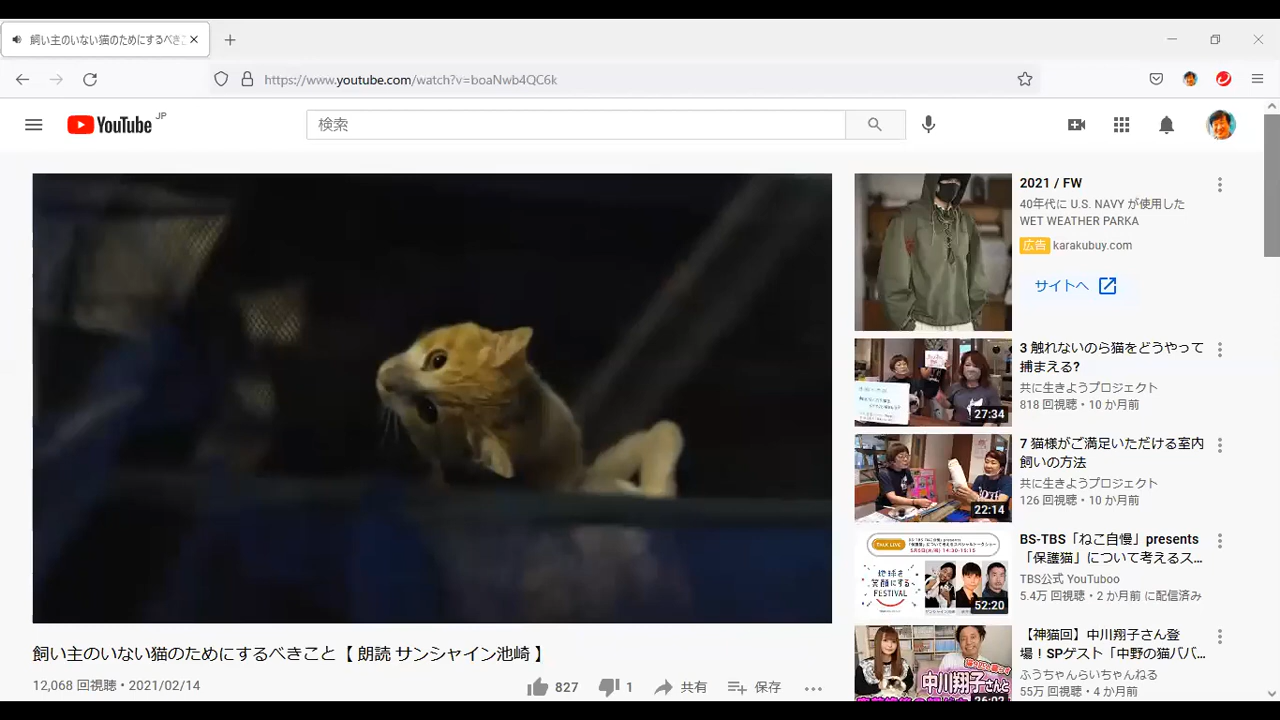 飼い主のいない猫のためにするべきこ
https://www.youtube.com/watch?v=boaNwb4QC6k
YouTube JP
検索
2021 / FW
40年代に U.S. NAVY が使用した
WET WEATHER PARKA
広告 karakubuy.com
サイトへ
3 触れないのら猫をどうやって
捕まえる?
共に生きようプロジェクト
818 回視聴・10 か月前
27:34
7 猫様がご満足いただける室内
飼いの方法
共に生きようプロジェクト
126 回視聴・10 か月前
22:14
BS-TBS「ねこ自慢」presents
「保護猫」について考えるス...
TBS公式 YouTuboo
5.4万 回視聴・2 か月前 に配信済み
地球を
笑顔にする
FESTIVAL
52:20
【神猫回】中川翔子さん登
場！SPゲスト「中野の猫ババ...
ふうちゃんらいちゃんねる
55万 回視聴・4 か月前
中川翔子さんと
飼い主のいない猫のためにするべきこと【 朗読 サンシャイン池崎 】
12,068 回視聴・2021/02/14
827
1
共有
保存